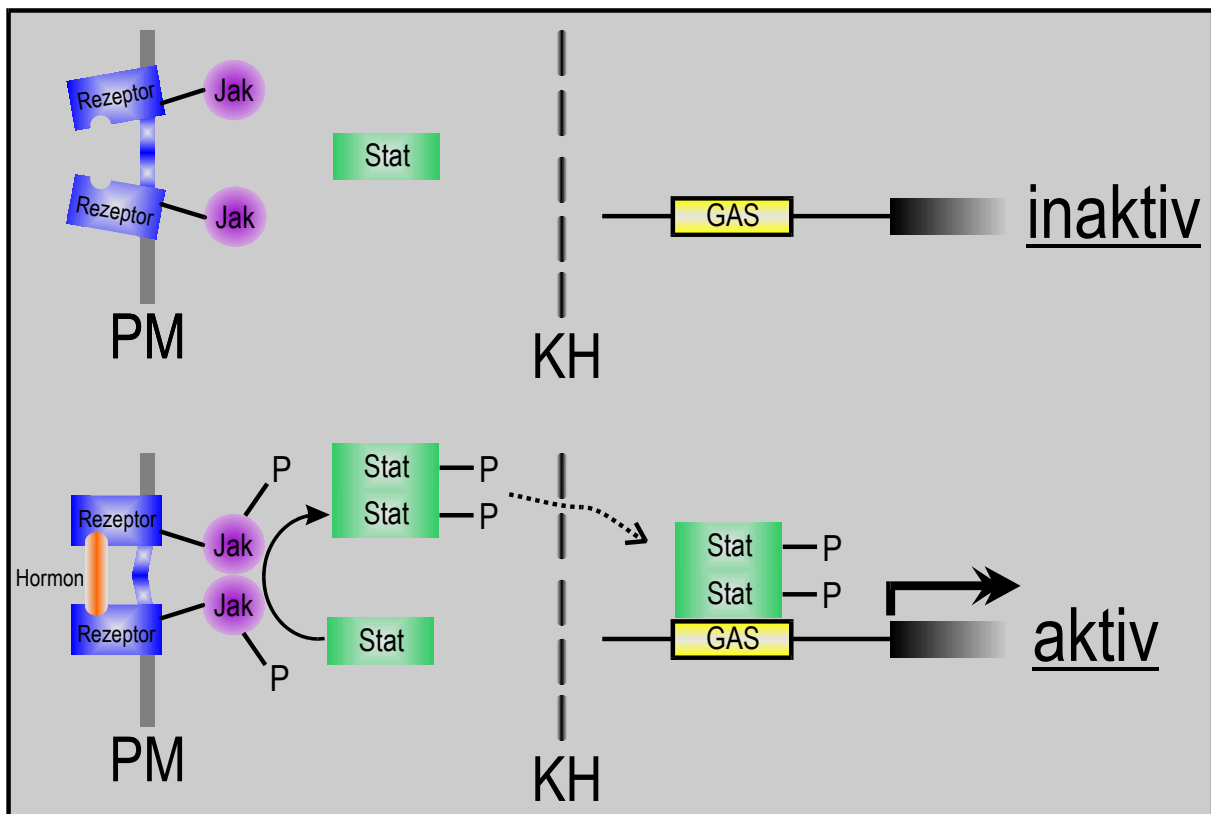 Rezeptor
Jak
Stat
Rezeptor
Jak
GAS
inaktiv
PM
KH
P
Stat
P
Stat
P
Rezeptor
Jak
Stat
P
Hormon
Jak
Stat
P
Rezeptor
Stat
GAS
aktiv
P
PM
KH